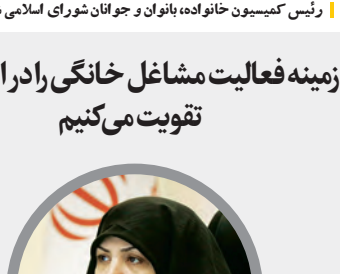 رئیس کمیسیون خانواده، بانوان و جوانان شورای اسلامی
زمینه فعالیت مشاغل خانگی را در
تقویت می‌کنیم